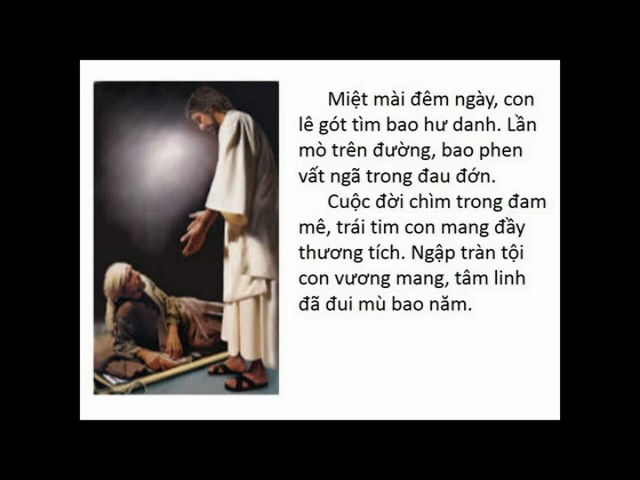 Miệt mài đêm ngày, con
lê gót tìm bao hư danh. Lần
mò trên đường, bao phen
vất ngã trong đau đớn.
Cuộc đời chìm trong đam
mê, trái tim con mang đầy
thương tích. Ngập tràn tội
con vương mang, tâm linh
đã đui mù bao năm.